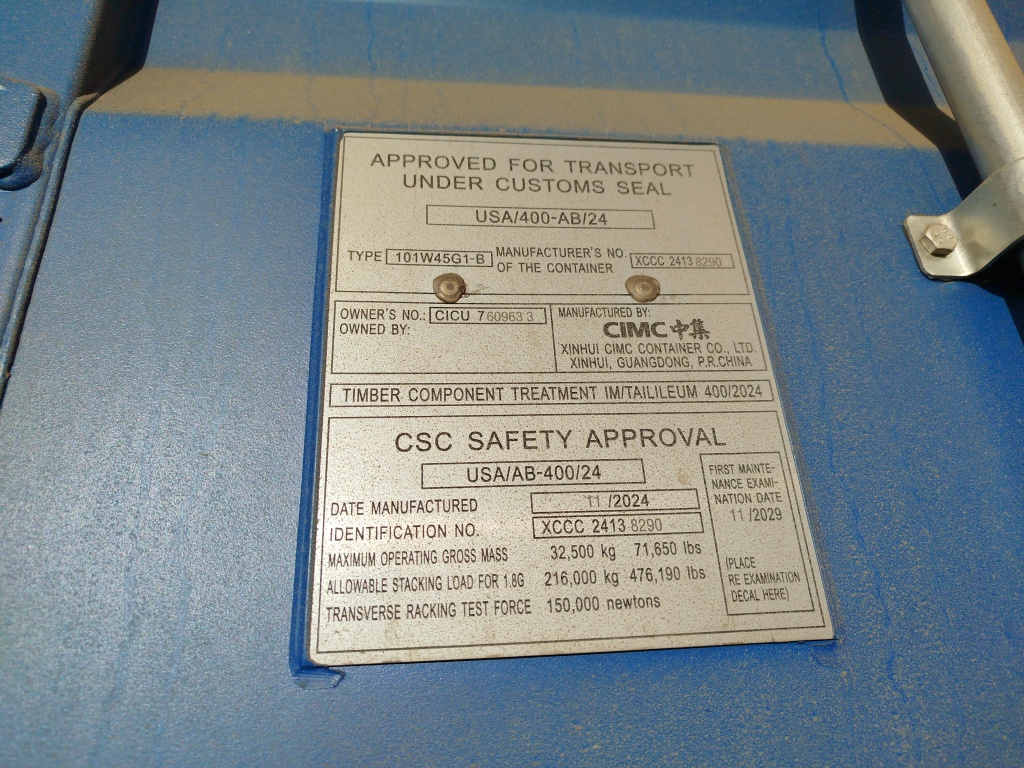 APPROVED FOR TRANSPORT
UNDER CUSTOMS SEAL
USA/400-AB/24
TYPE 101W45G1-B
MANUFACTURER'S NO.
OF THE CONTAINER
XCCC 2413 8290
OWNER'S NO.: CICU 7 60963 3
OWNED BY:
MANUFACTURED BY:
CIMC 中集
XINHUI CIMC CONTAINER CO., LTD.
XINHUI, GUANGDONG, P.R.CHINA
TIMBER COMPONENT TREATMENT IM/TAILILEUM 400/2024
CSC SAFETY APPROVAL
USA/AB-400/24
DATE MANUFACTURED 11 /2024
IDENTIFICATION NO. XCCC 2413 8290
MAXIMUM OPERATING GROSS MASS 32,500 kg 71,650 lbs
ALLOWABLE STACKING LOAD FOR 1.8G 216,000 kg 476,190 lbs
TRANSVERSE RACKING TEST FORCE 150,000 newtons
FIRST MAINTE-
NANCE EXAMI-
NATION DATE
11 /2029
(PLACE
RE EXAMINATION
DECAL HERE)